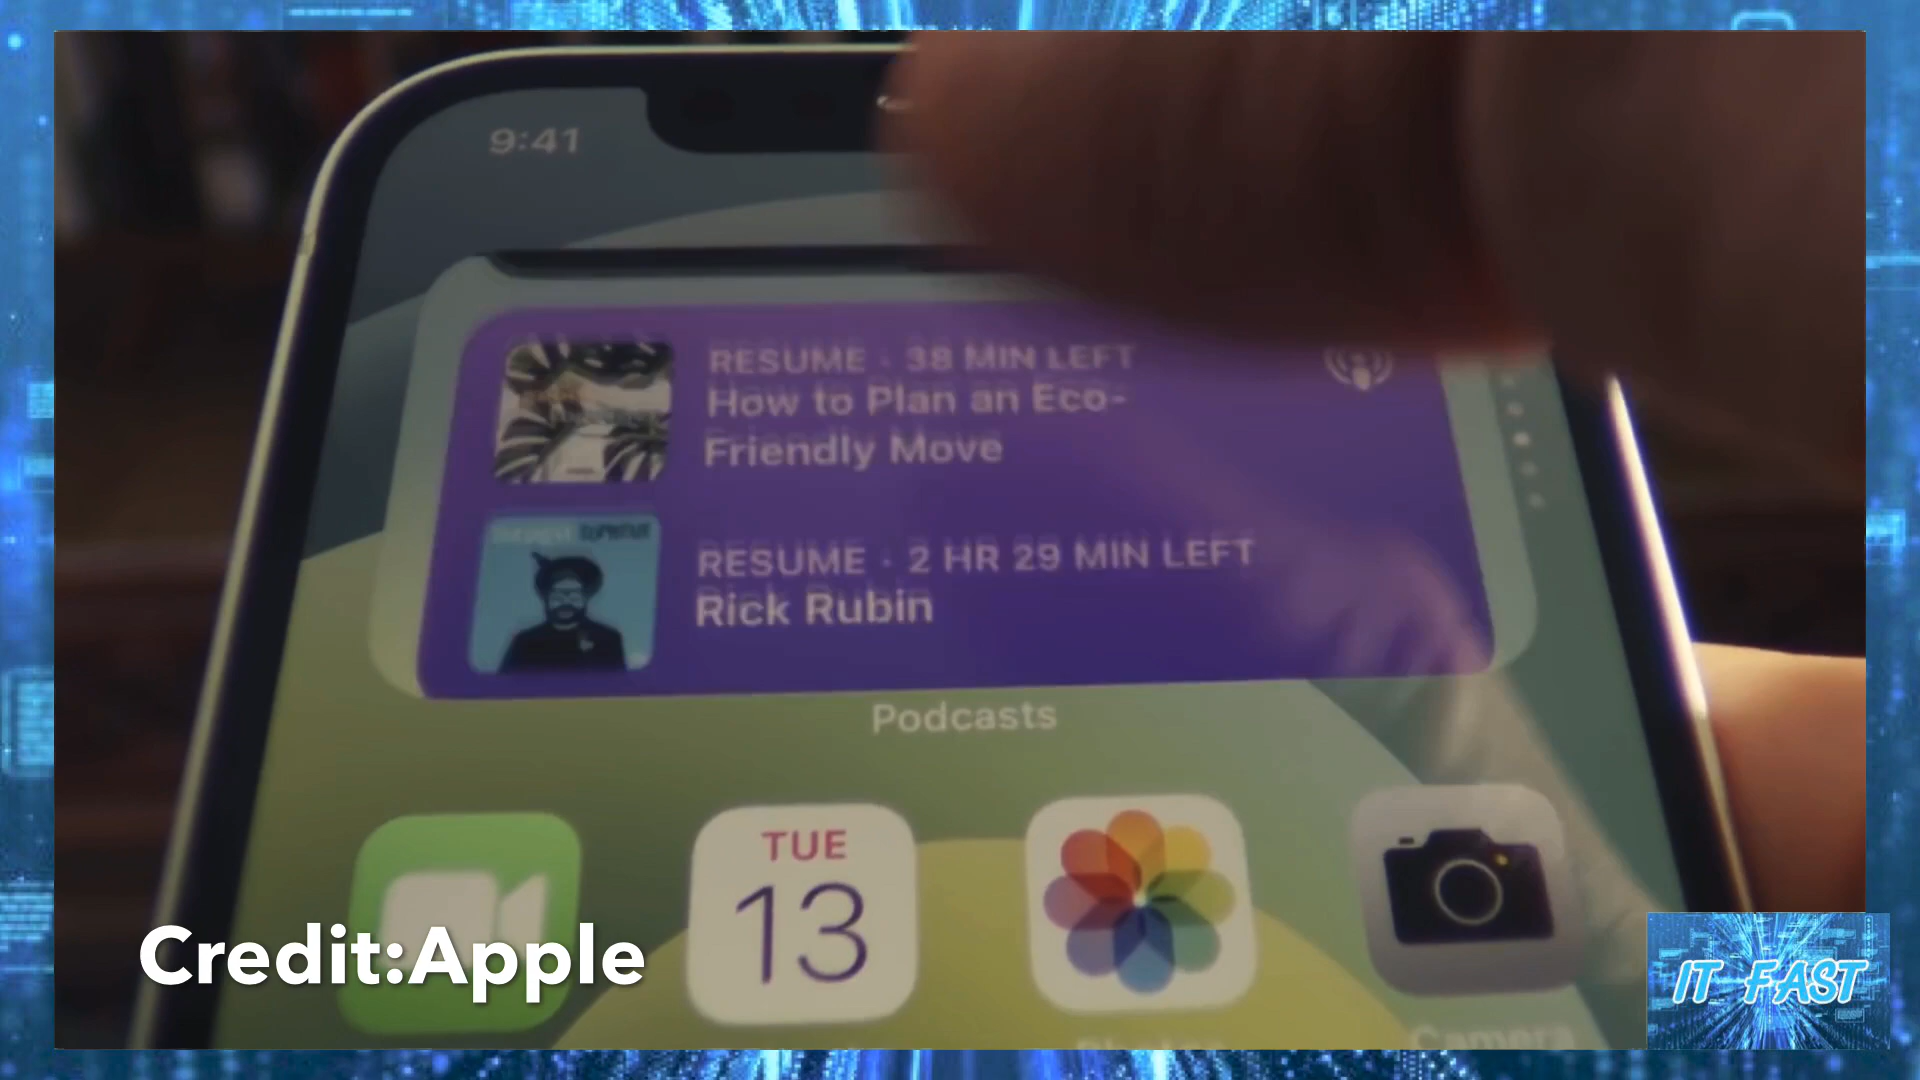 9:41
RESUME · 38 MIN LEFT
How to Plan an Eco-
Friendly Move
RESUME · 2 HR 29 MIN LEFT
Rick Rubin
Podcasts
TUE
13
Camera
Credit:Apple
IT FAST